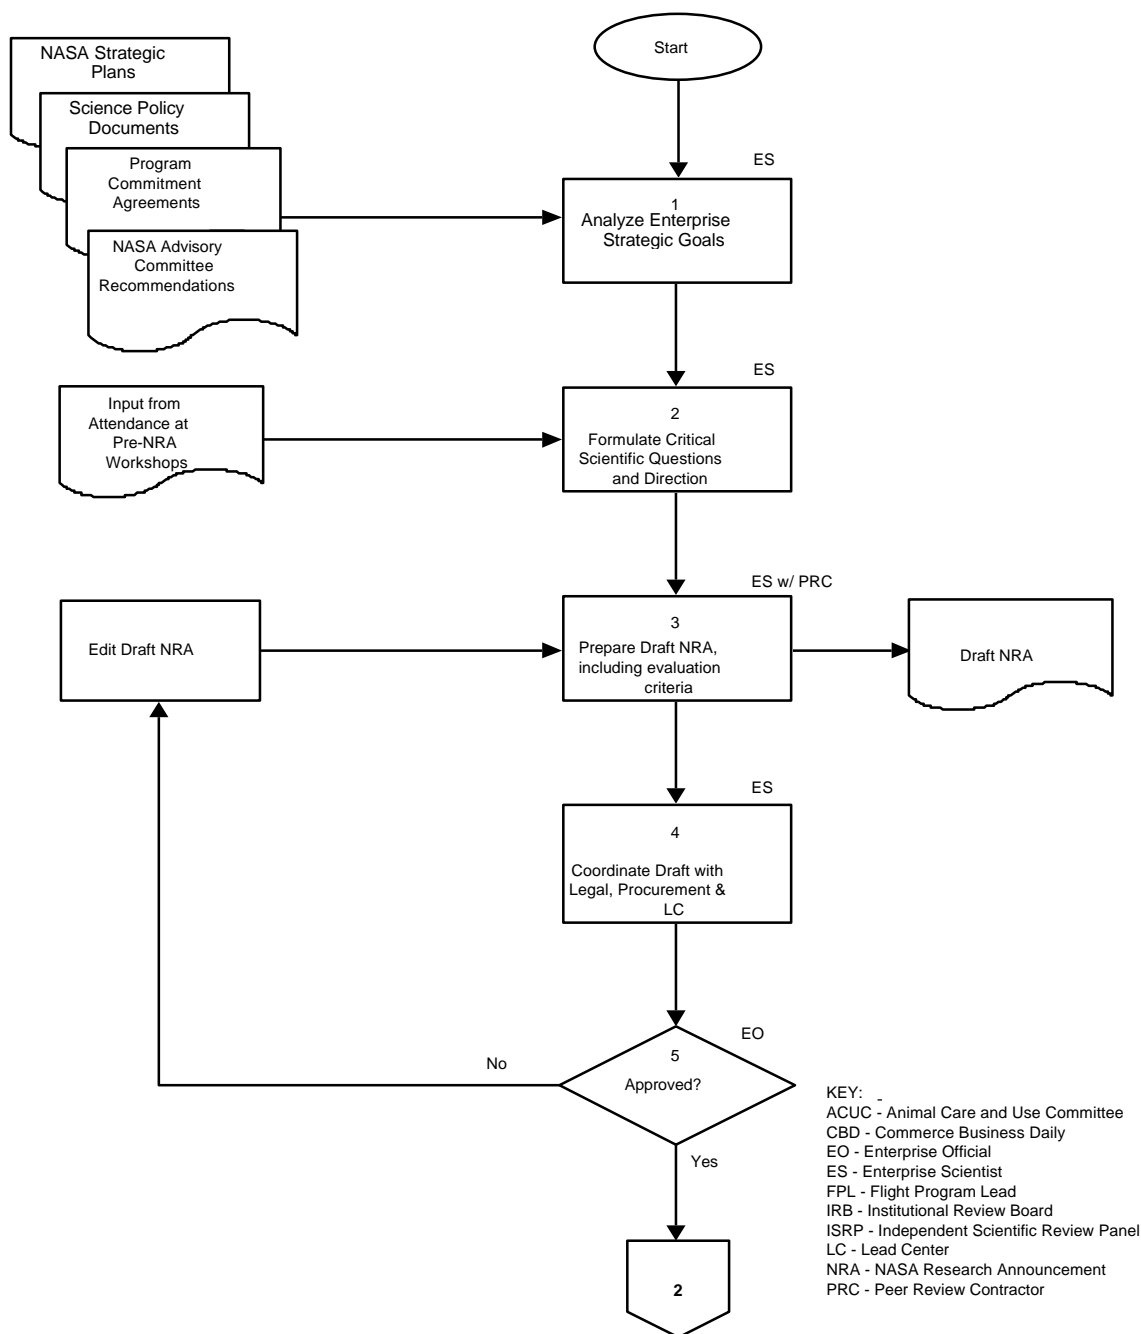 Start
NASA Strategic
Plans
Science Policy
Documents
Program
Commitment
Agreements
NASA Advisory
Committee
Recommendations
ES
1
Analyze Enterprise
Strategic Goals
ES
Input from
Attendance at
Pre-NRA
Workshops
2
Formulate Critical
Scientific Questions
and Direction
ES w/ PRC
Edit Draft NRA
3
Prepare Draft NRA,
including evaluation
criteria
Draft NRA
ES
4
Coordinate Draft with
Legal, Procurement &
LC
EO
5
Approved?
No
Yes
2
KEY: _
ACUC - Animal Care and Use Committee
CBD - Commerce Business Daily
EO - Enterprise Official
ES - Enterprise Scientist
FPL - Flight Program Lead
IRB - Institutional Review Board
ISRP - Independent Scientific Review Panel
LC - Lead Center
NRA - NASA Research Announcement
PRC - Peer Review Contractor